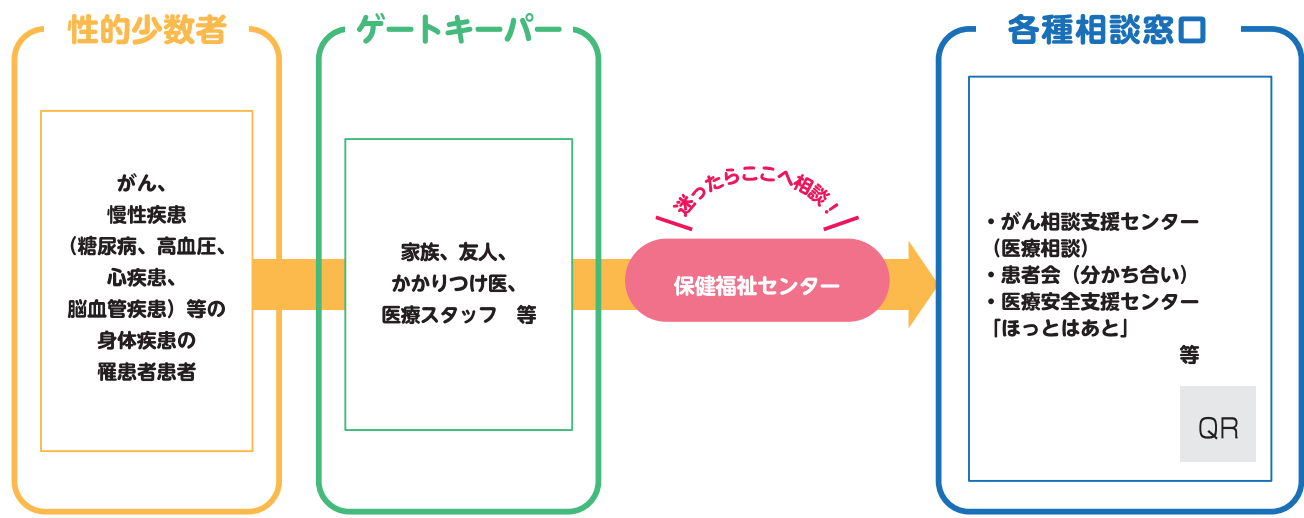 性的少数者
がん、
慢性疾患
（糖尿病、高血圧、
心疾患、
脳血管疾患）等の
身体疾患の
罹患者患者
ゲートキーパー
家族、友人、
かかりつけ医、
医療スタッフ　等
迷ったらここへ相談！
保健福祉センター
各種相談窓口
・がん相談支援センター
（医療相談）
・患者会（分かち合い）
・医療安全支援センター
「ほっとはあと」
等
QR